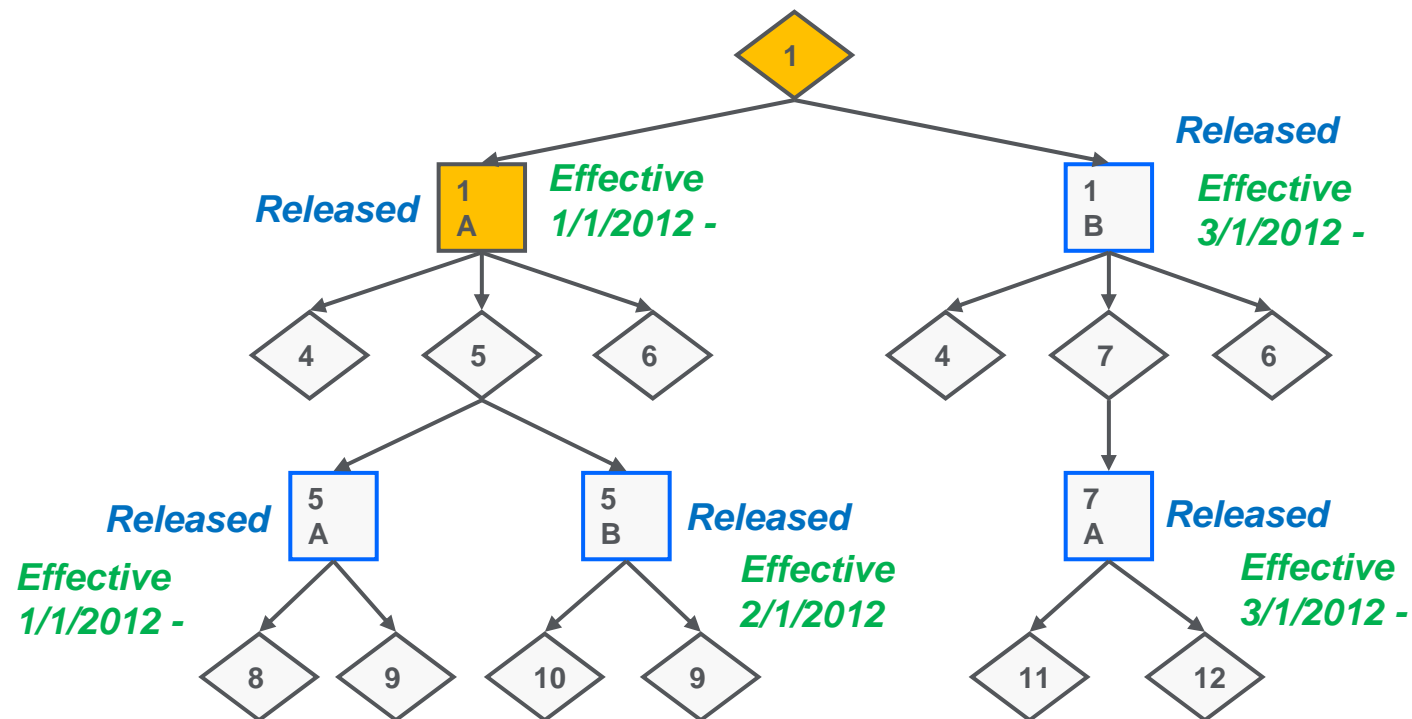 1
Released
1
A
Effective
1/1/2012 -
Released
1
B
Effective
3/1/2012 -
4
5
6
4
7
6
Released
5
A
Effective
1/1/2012 -
5
B
Released
Effective
2/1/2012
7
A
Released
Effective
3/1/2012 -
8
9
10
9
11
12